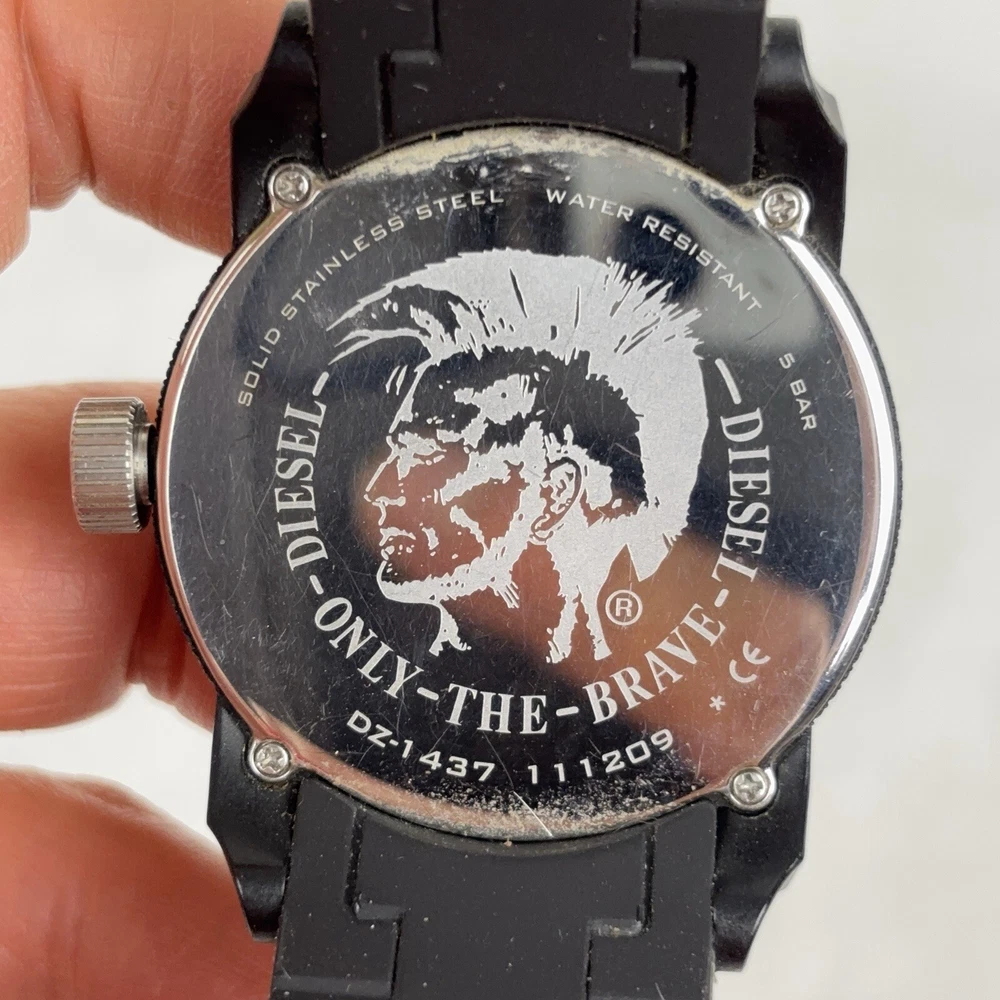 SOLID STAINLESS STEEL WATER RESISTANT 5 BAR
DIESEL-ONLY-THE-BRAVE-DIESEL-
®
* CE
DZ-1437 111209